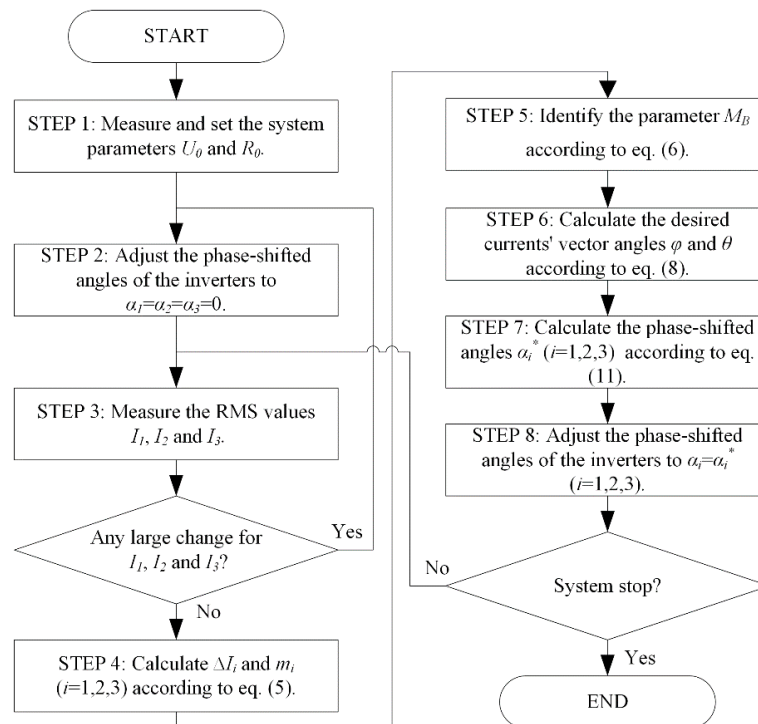 START
STEP 1: Measure and set the system
parameters U₀ and R₀.
STEP 2: Adjust the phase-shifted
angles of the inverters to
α₁=α₂=α₃=0.
STEP 3: Measure the RMS values
I₁, I₂ and I₃.
Any large change for
I₁, I₂ and I₃?
Yes
No
STEP 4: Calculate ΔIᵢ and mᵢ
(i=1,2,3) according to eq. (5).
STEP 5: Identify the parameter M_B
according to eq. (6).
STEP 6: Calculate the desired
currents' vector angles φ and θ
according to eq. (8).
STEP 7: Calculate the phase-shifted
angles αᵢ* (i=1,2,3) according to eq.
(11).
STEP 8: Adjust the phase-shifted
angles of the inverters to αᵢ=αᵢ*
(i=1,2,3).
No
System stop?
Yes
END